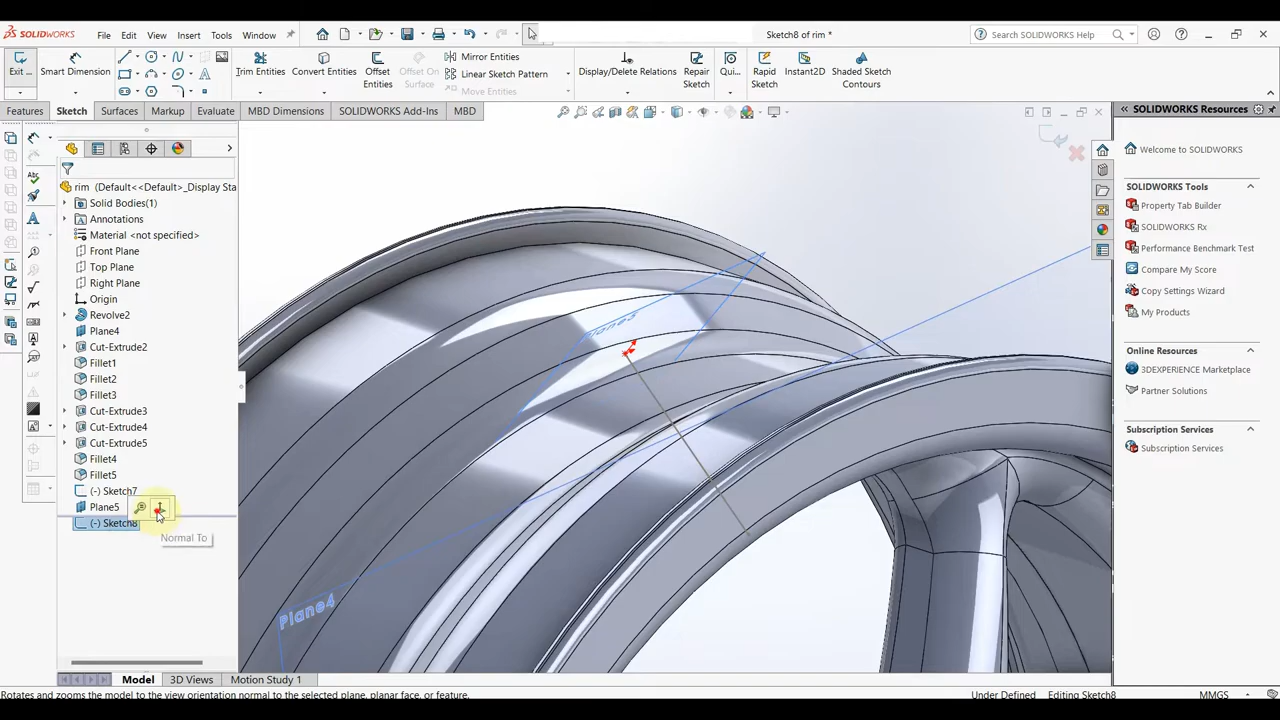 SOLIDWORKS File Edit View Insert Tools Window Sketch8 of rim * Search SOLIDWORKS Help
Exit ... Smart Dimension Trim Entities Convert Entities Offset Entities Offset On Surface Mirror Entities Linear Sketch Pattern Move Entities Display/Delete Relations Repair Sketch Qui... Rapid Sketch Instant2D Shaded Sketch Contours
Features Sketch Surfaces Markup Evaluate MBD Dimensions SOLIDWORKS Add-Ins MBD
rim (Default<<Default>_Display Sta
Solid Bodies(1)
Annotations
Material <not specified>
Front Plane
Top Plane
Right Plane
Origin
Revolve2
Plane4
Cut-Extrude2
Fillet1
Fillet2
Fillet3
Cut-Extrude3
Cut-Extrude4
Cut-Extrude5
Fillet4
Fillet5
(-) Sketch7
Plane5
(-) Sketch8
Normal To
Plane4
SOLIDWORKS Resources
Welcome to SOLIDWORKS
SOLIDWORKS Tools
Property Tab Builder
SOLIDWORKS Rx
Performance Benchmark Test
Compare My Score
Copy Settings Wizard
My Products
Online Resources
3DEXPERIENCE Marketplace
Partner Solutions
Subscription Services
Subscription Services
Model 3D Views Motion Study 1
Rotates and zooms the model to the view orientation normal to the selected plane, planar face, or feature. Under Defined Editing Sketch8 MMGS